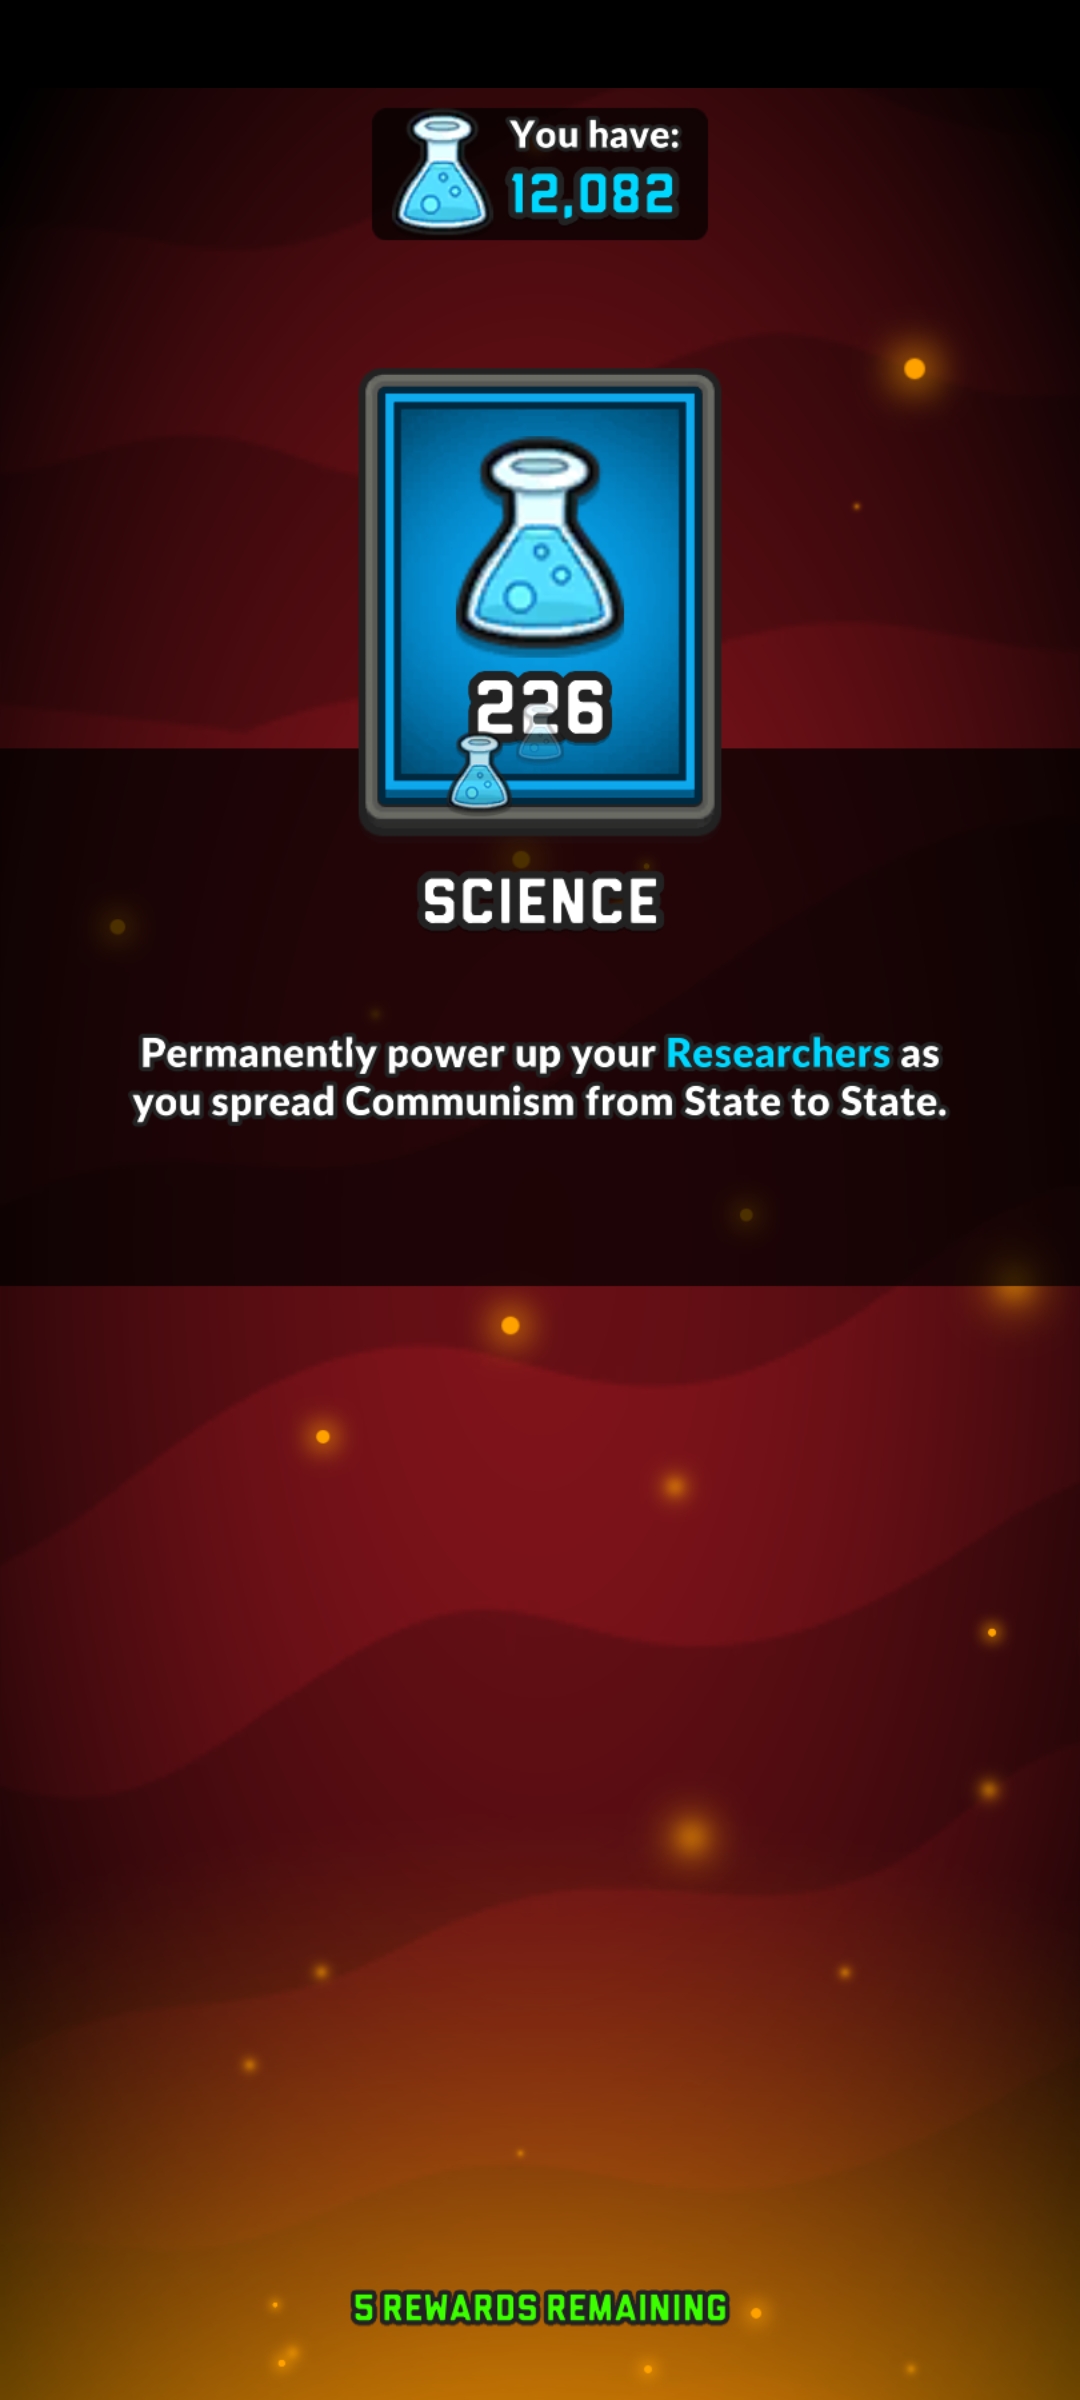 You have:
12,082
226
SCIENCE
Permanently power up your Researchers as
you spread Communism from State to State.
5 REWARDS REMAINING